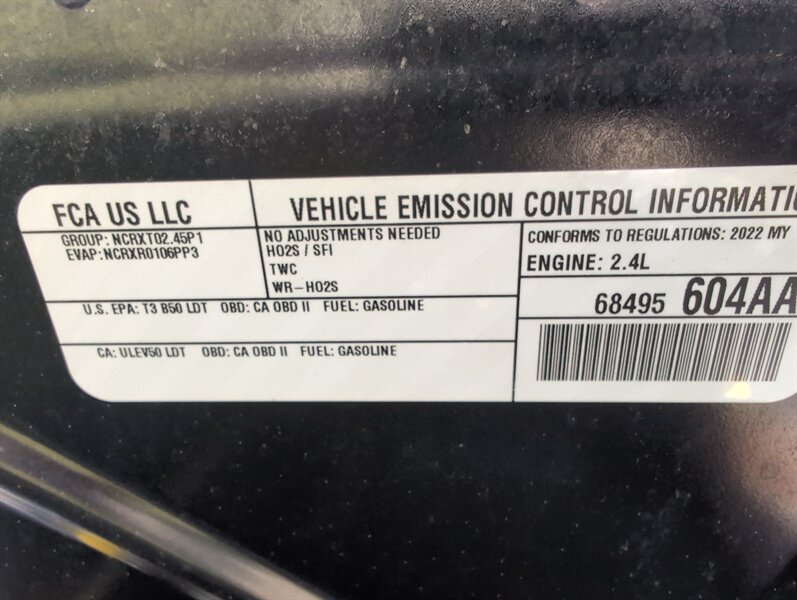 FCA US LLC
VEHICLE EMISSION CONTROL INFORMATI
GROUP: NCRXT02.45P1
EVAP: NCRXR0106PP3
NO ADJUSTMENTS NEEDED
HO2S / SFI
TWC
WR-HO2S
CONFORMS TO REGULATIONS: 2022 MY
ENGINE: 2.4L
U.S. EPA: T3 B50 LDT OBD: CA OBD II FUEL: GASOLINE
68495 604AA
CA: ULEV50 LDT OBD: CA OBD II FUEL: GASOLINE